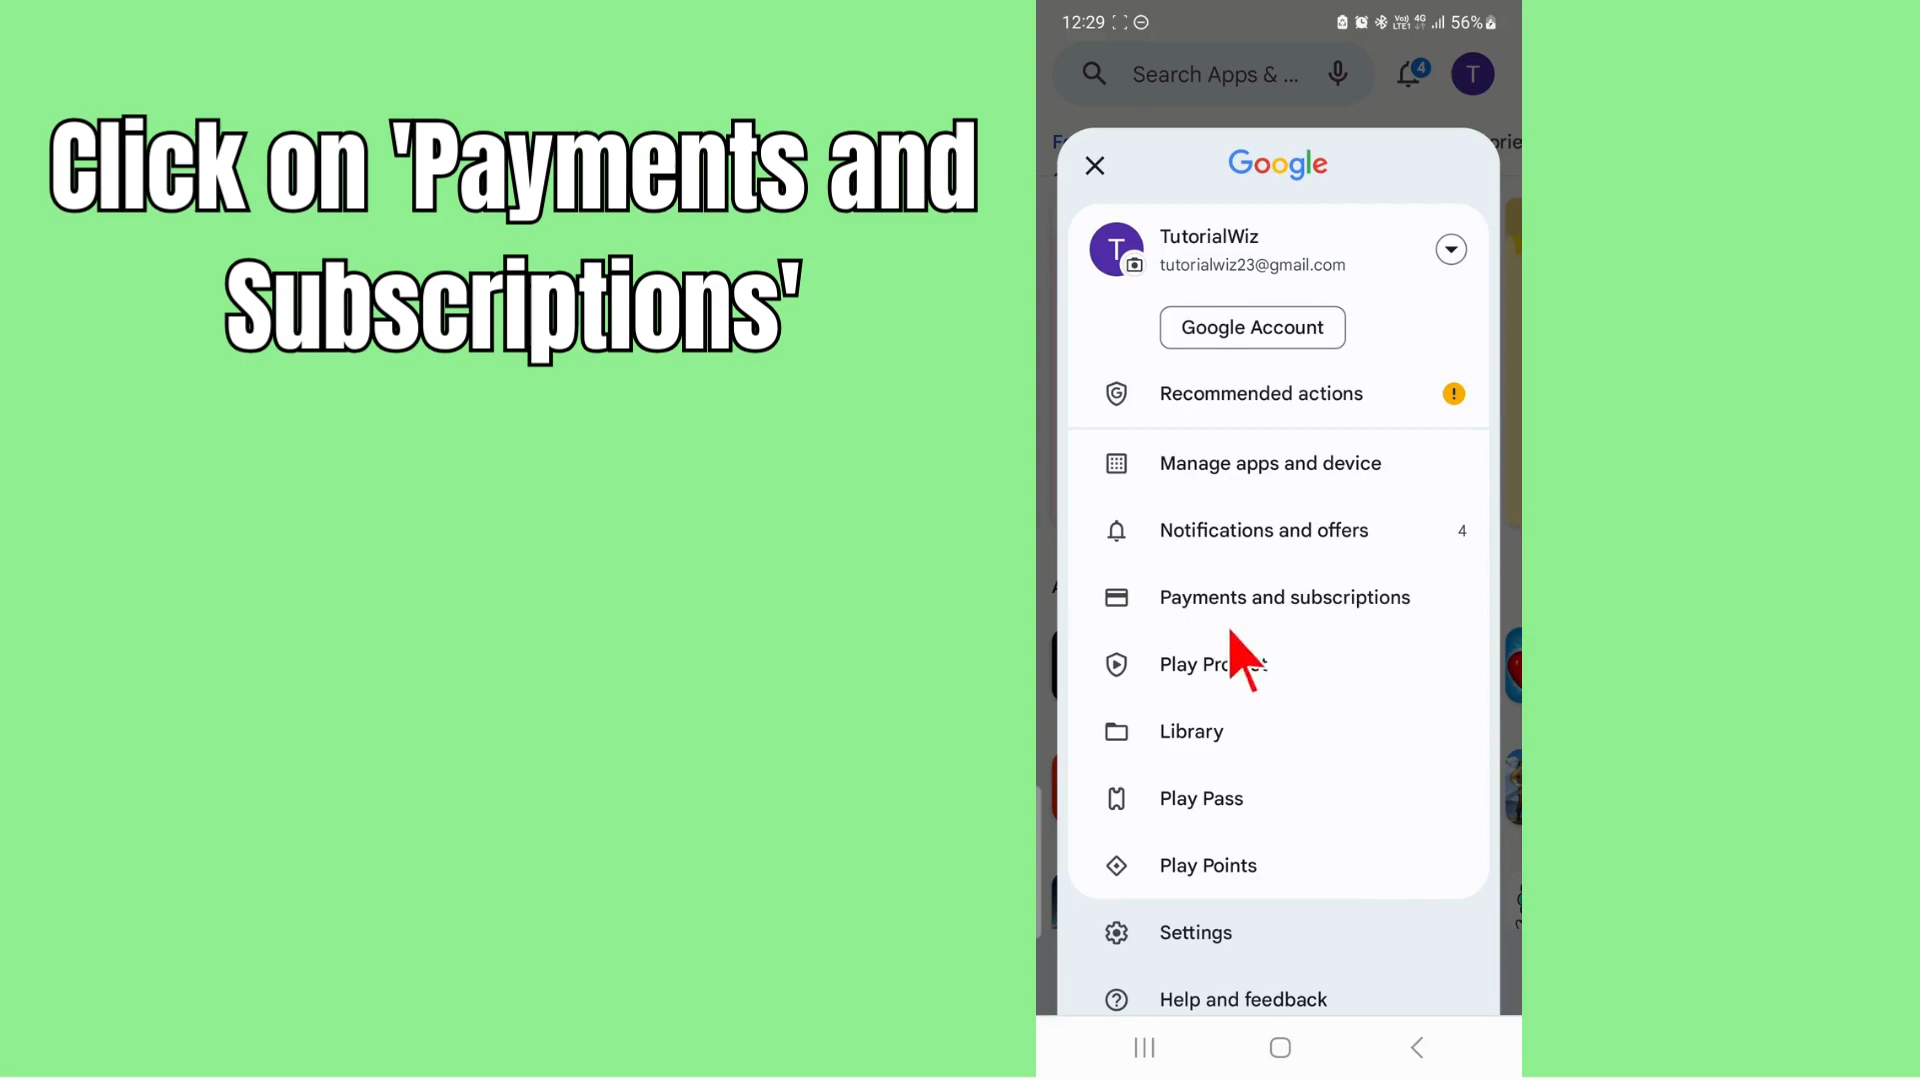 Click on 'Payments and
Subscriptions'
12:29
56%
Search Apps & ...
4
T
Google
T
TutorialWiz
tutorialwiz23@gmail.com
Google Account
Recommended actions
Manage apps and device
Notifications and offers 4
Payments and subscriptions
Play
Library
Play Pass
Play Points
Settings
Help and feedback